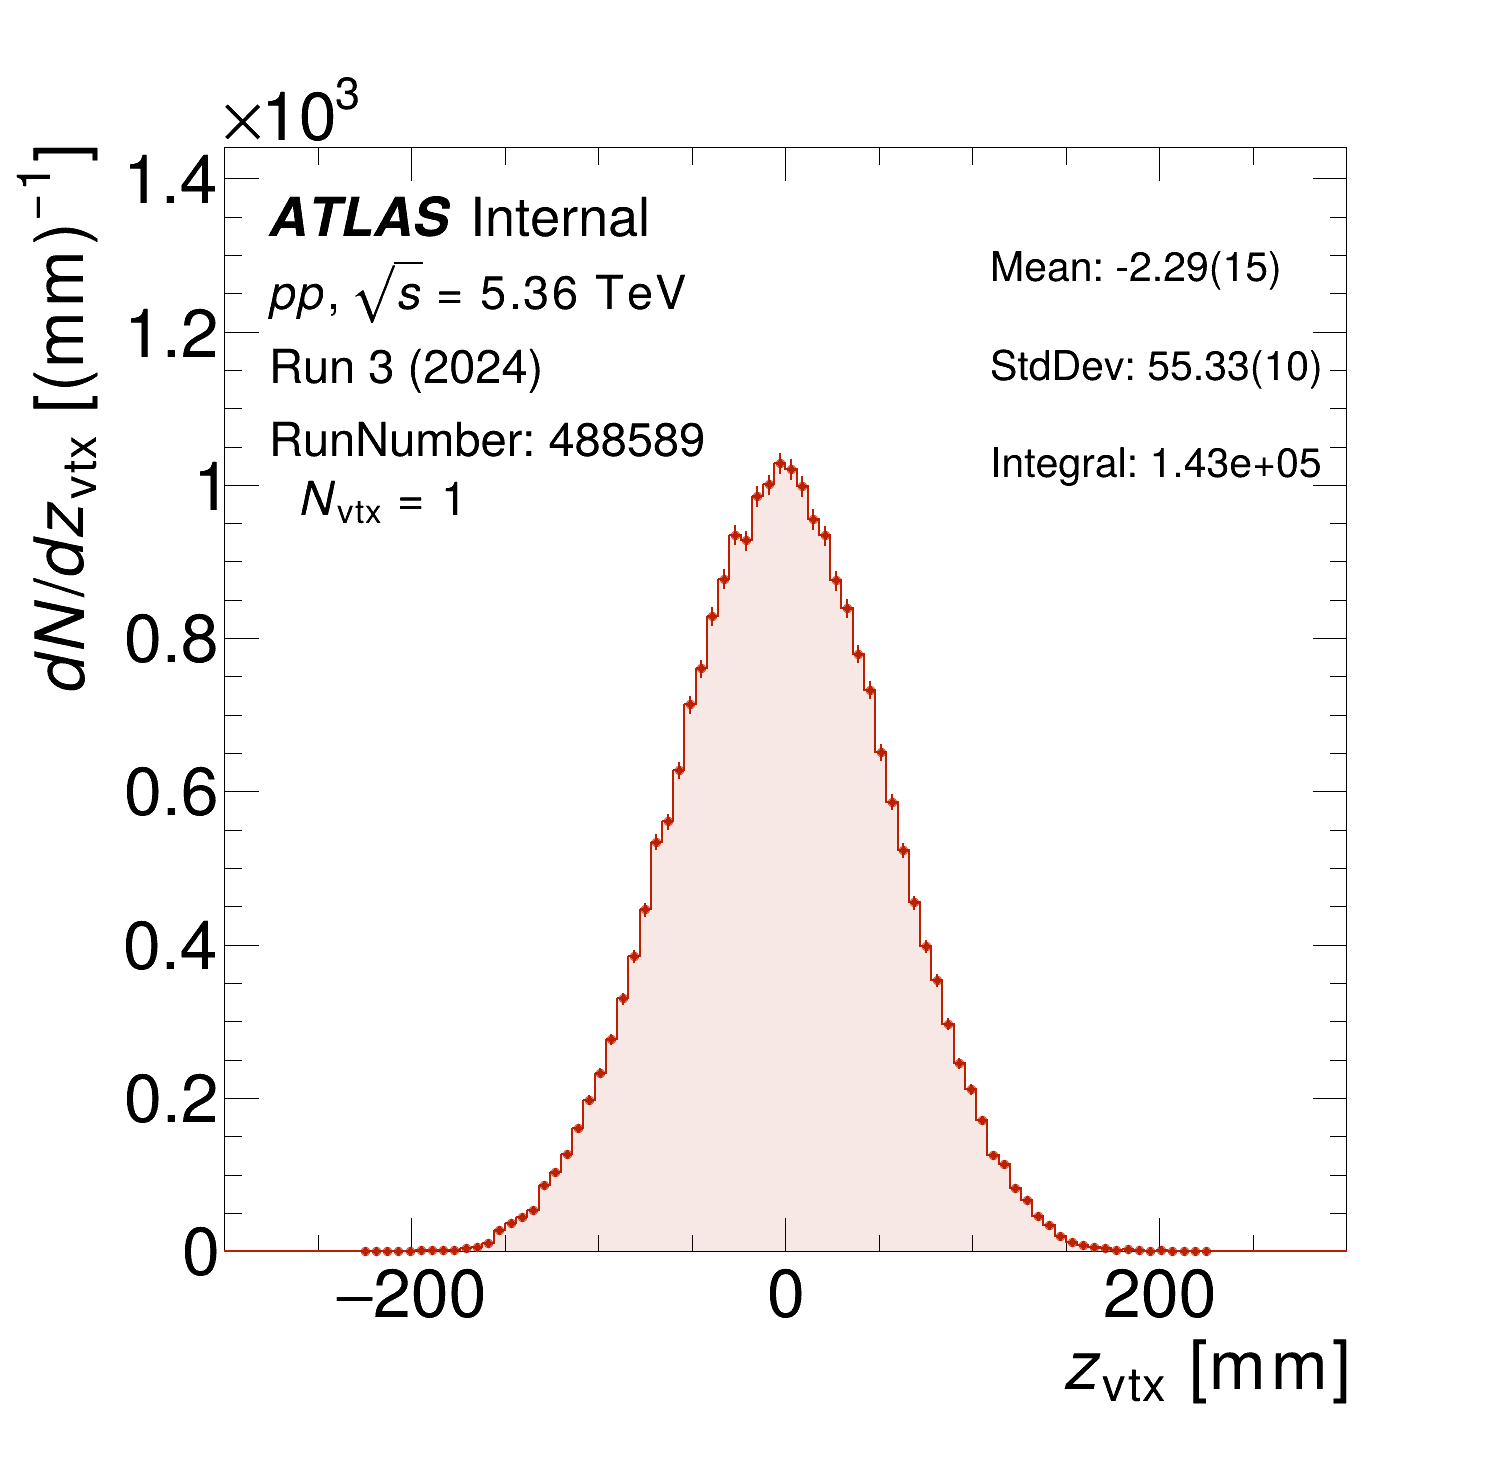 ×10³
dN/dz_vtx [(mm)⁻¹]
1.4
1.2
1
0.8
0.6
0.4
0.2
0
ATLAS Internal
pp, √s = 5.36 TeV
Run 3 (2024)
RunNumber: 488589
N_vtx = 1
Mean: -2.29(15)
StdDev: 55.33(10)
Integral: 1.43e+05
−200 0 200
z_vtx [mm]